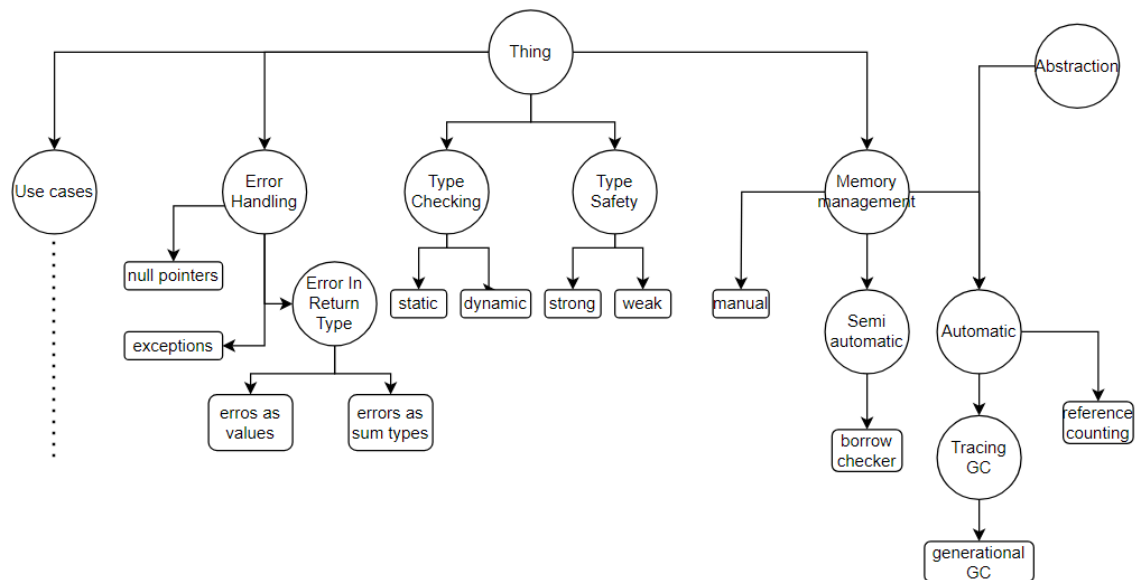 Thing
Abstraction
Use cases
Error
Handling
Type
Checking
Type
Safety
Memory
management
null pointers
Error In
Return
Type
static
dynamic
strong
weak
manual
Semi
automatic
Automatic
exceptions
erros as
values
errors as
sum types
borrow
checker
Tracing
GC
reference
counting
generational
GC